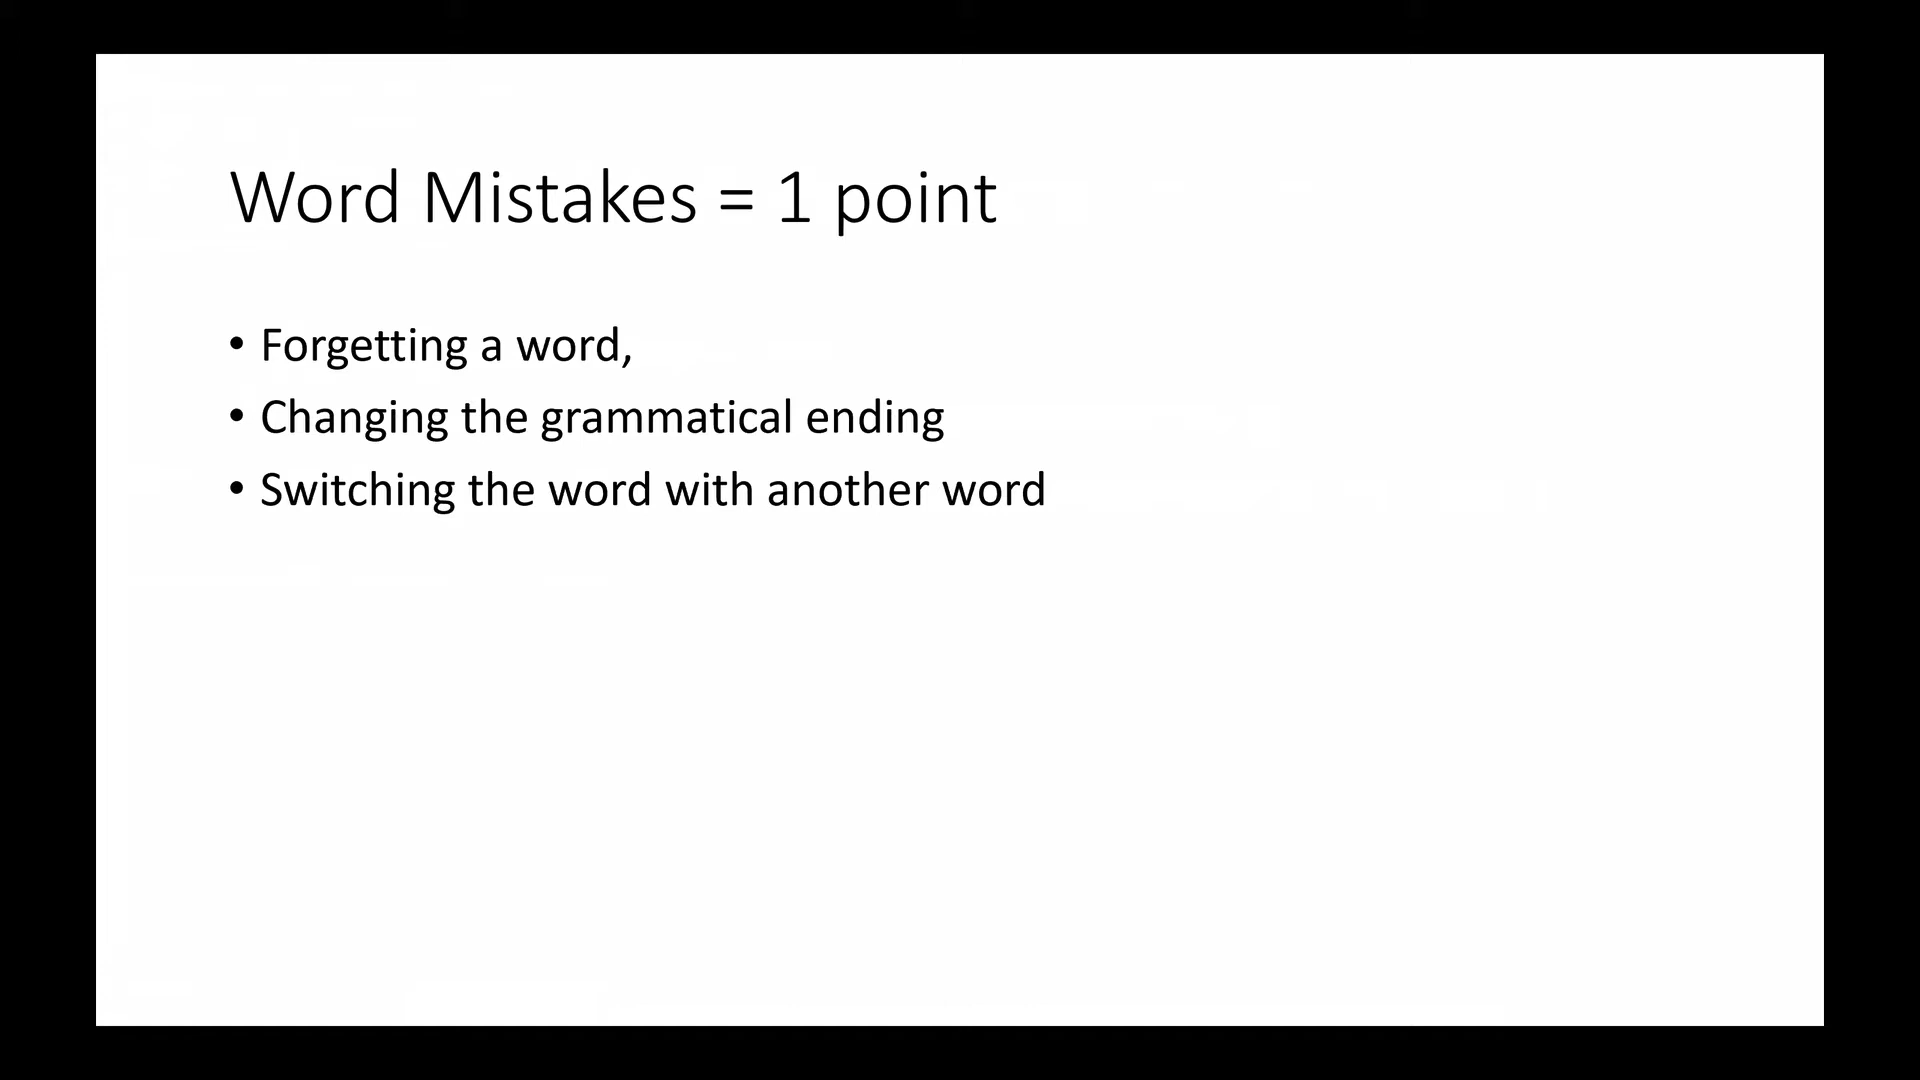 Word Mistakes = 1 point
• Forgetting a word,
• Changing the grammatical ending
• Switching the word with another word